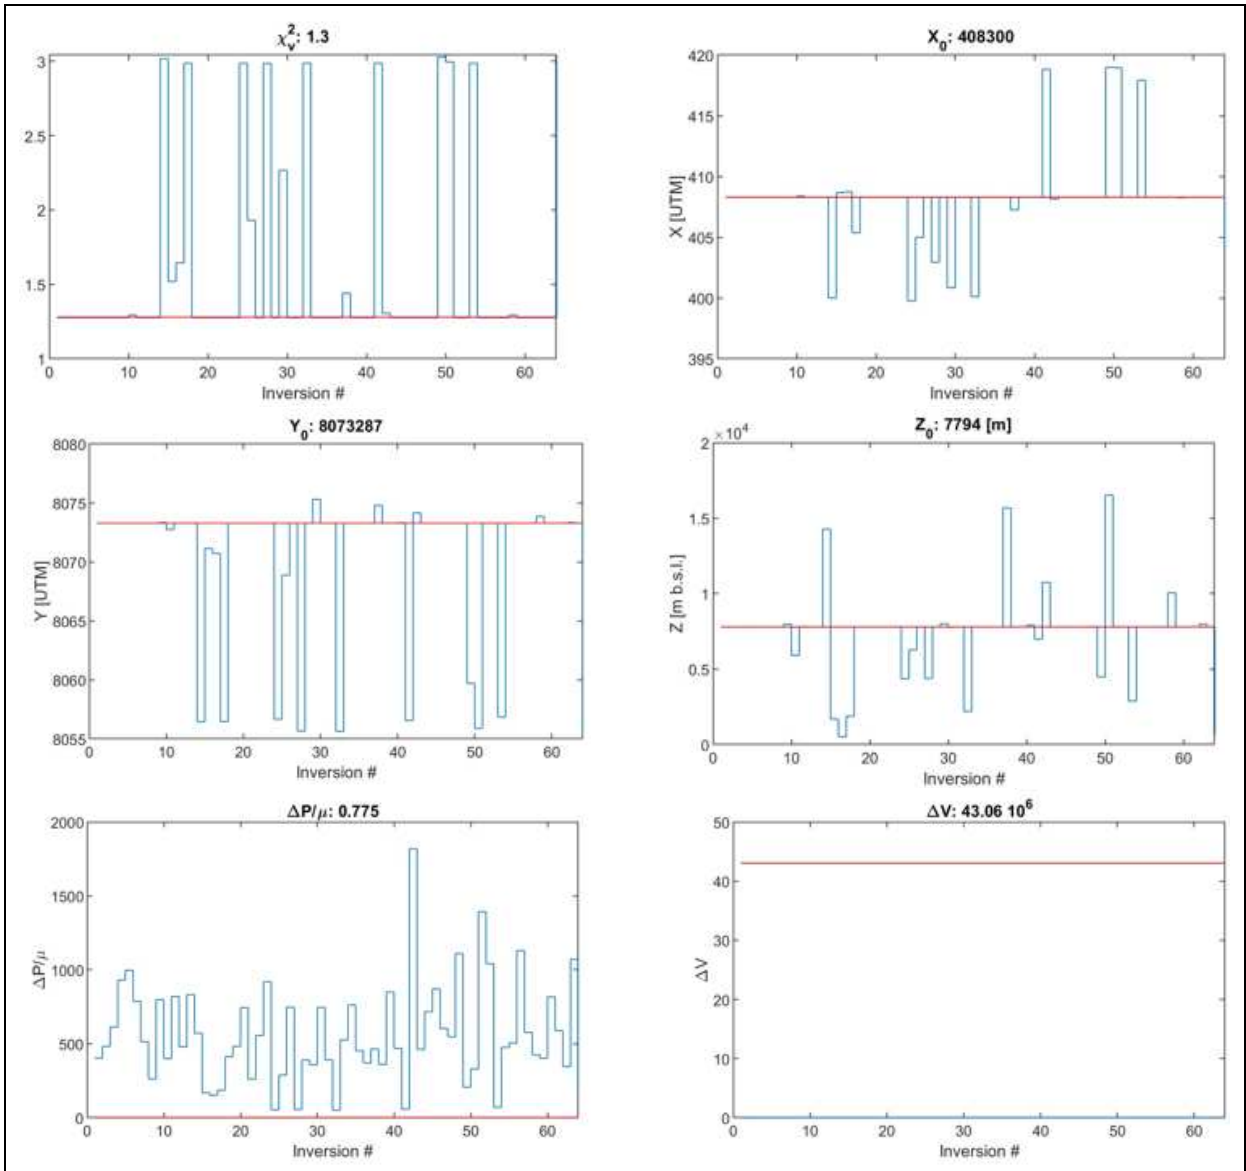 χ²ᵥ: 1.3
3
2.5
2
1.5
1
0 10 20 30 40 50 60
Inversion #
X₀: 408300
420
415
410
405
400
395
X [UTM]
0 10 20 30 40 50 60
Inversion #
Y₀: 8073287
8080
8075
8070
8065
8060
8055
Y [UTM]
0 10 20 30 40 50 60
Inversion #
Z₀: 7794 [m]
×10⁴
2
1.5
1
0.5
0
Z [m b.s.l.]
0 10 20 30 40 50 60
Inversion #
ΔP/μ: 0.775
2000
1500
1000
500
0
ΔP/μ
0 10 20 30 40 50 60
Inversion #
ΔV: 43.06 10⁶
50
40
30
20
10
0
ΔV
0 10 20 30 40 50 60
Inversion #